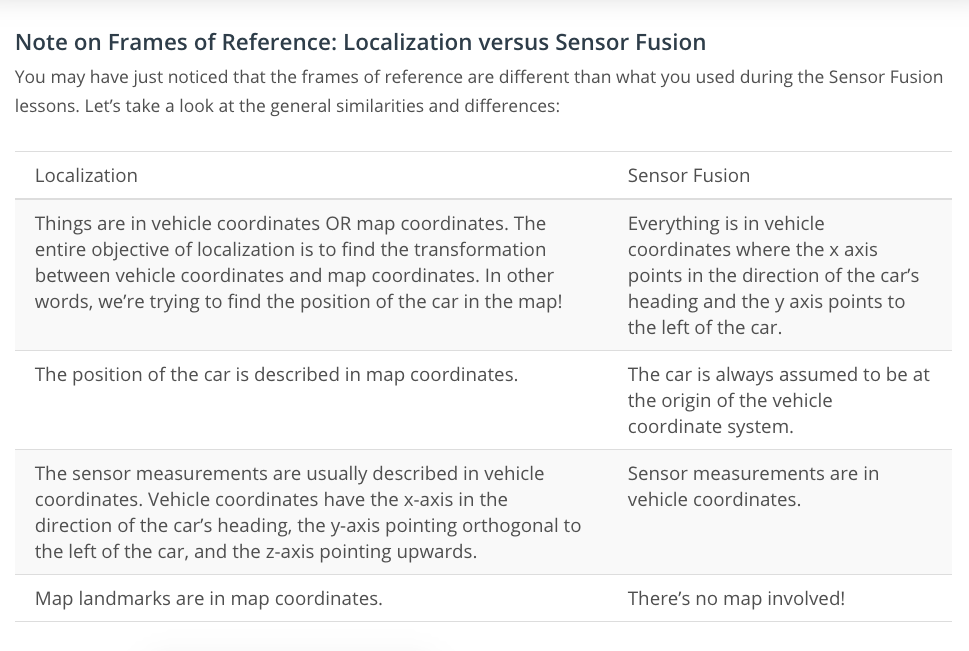 Note on Frames of Reference: Localization versus Sensor Fusion
You may have just noticed that the frames of reference are different than what you used during the Sensor Fusion
lessons. Let’s take a look at the general similarities and differences:
Localization
Sensor Fusion
Things are in vehicle coordinates OR map coordinates. The
entire objective of localization is to find the transformation
between vehicle coordinates and map coordinates. In other
words, we’re trying to find the position of the car in the map!
Everything is in vehicle
coordinates where the x axis
points in the direction of the car’s
heading and the y axis points to
the left of the car.
The position of the car is described in map coordinates.
The car is always assumed to be at
the origin of the vehicle
coordinate system.
The sensor measurements are usually described in vehicle
coordinates. Vehicle coordinates have the x-axis in the
direction of the car’s heading, the y-axis pointing orthogonal to
the left of the car, and the z-axis pointing upwards.
Sensor measurements are in
vehicle coordinates.
Map landmarks are in map coordinates.
There’s no map involved!